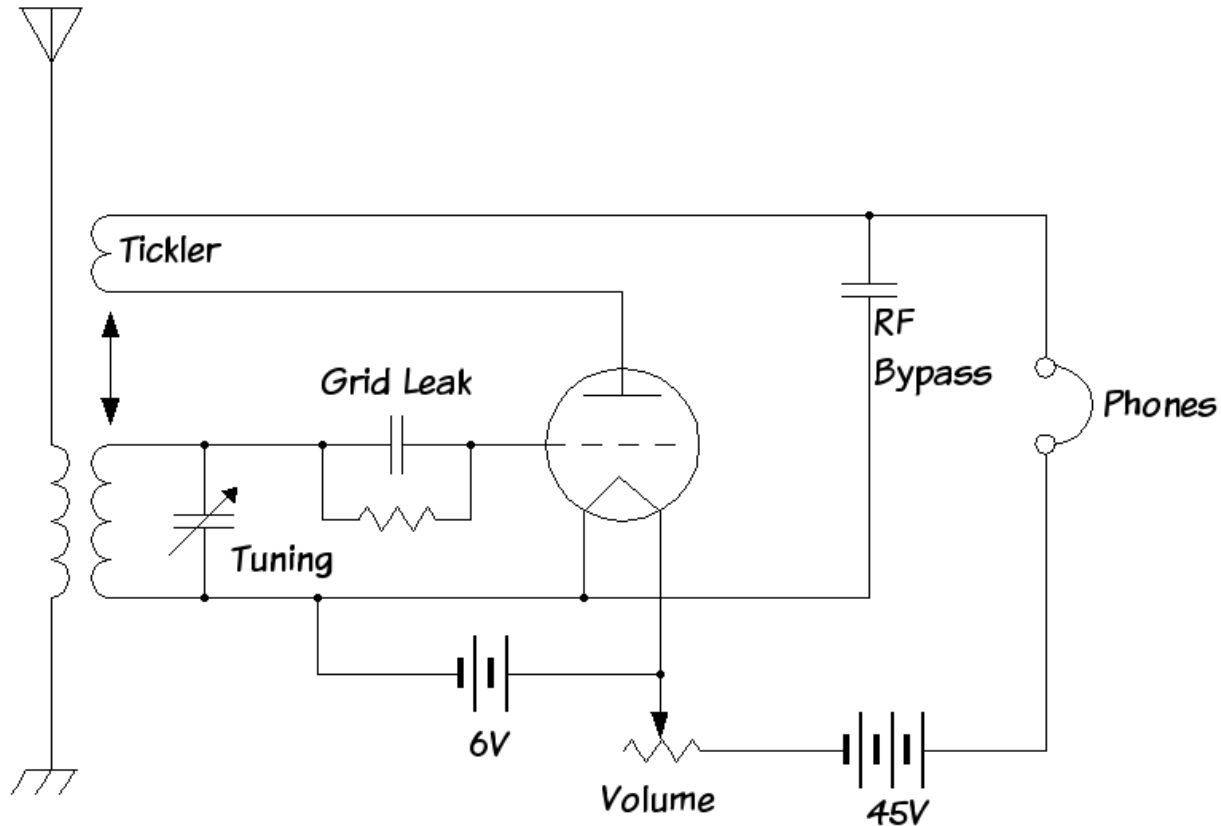 Tickler
RF
Bypass
Grid Leak
Phones
Tuning
6V
Volume
45V